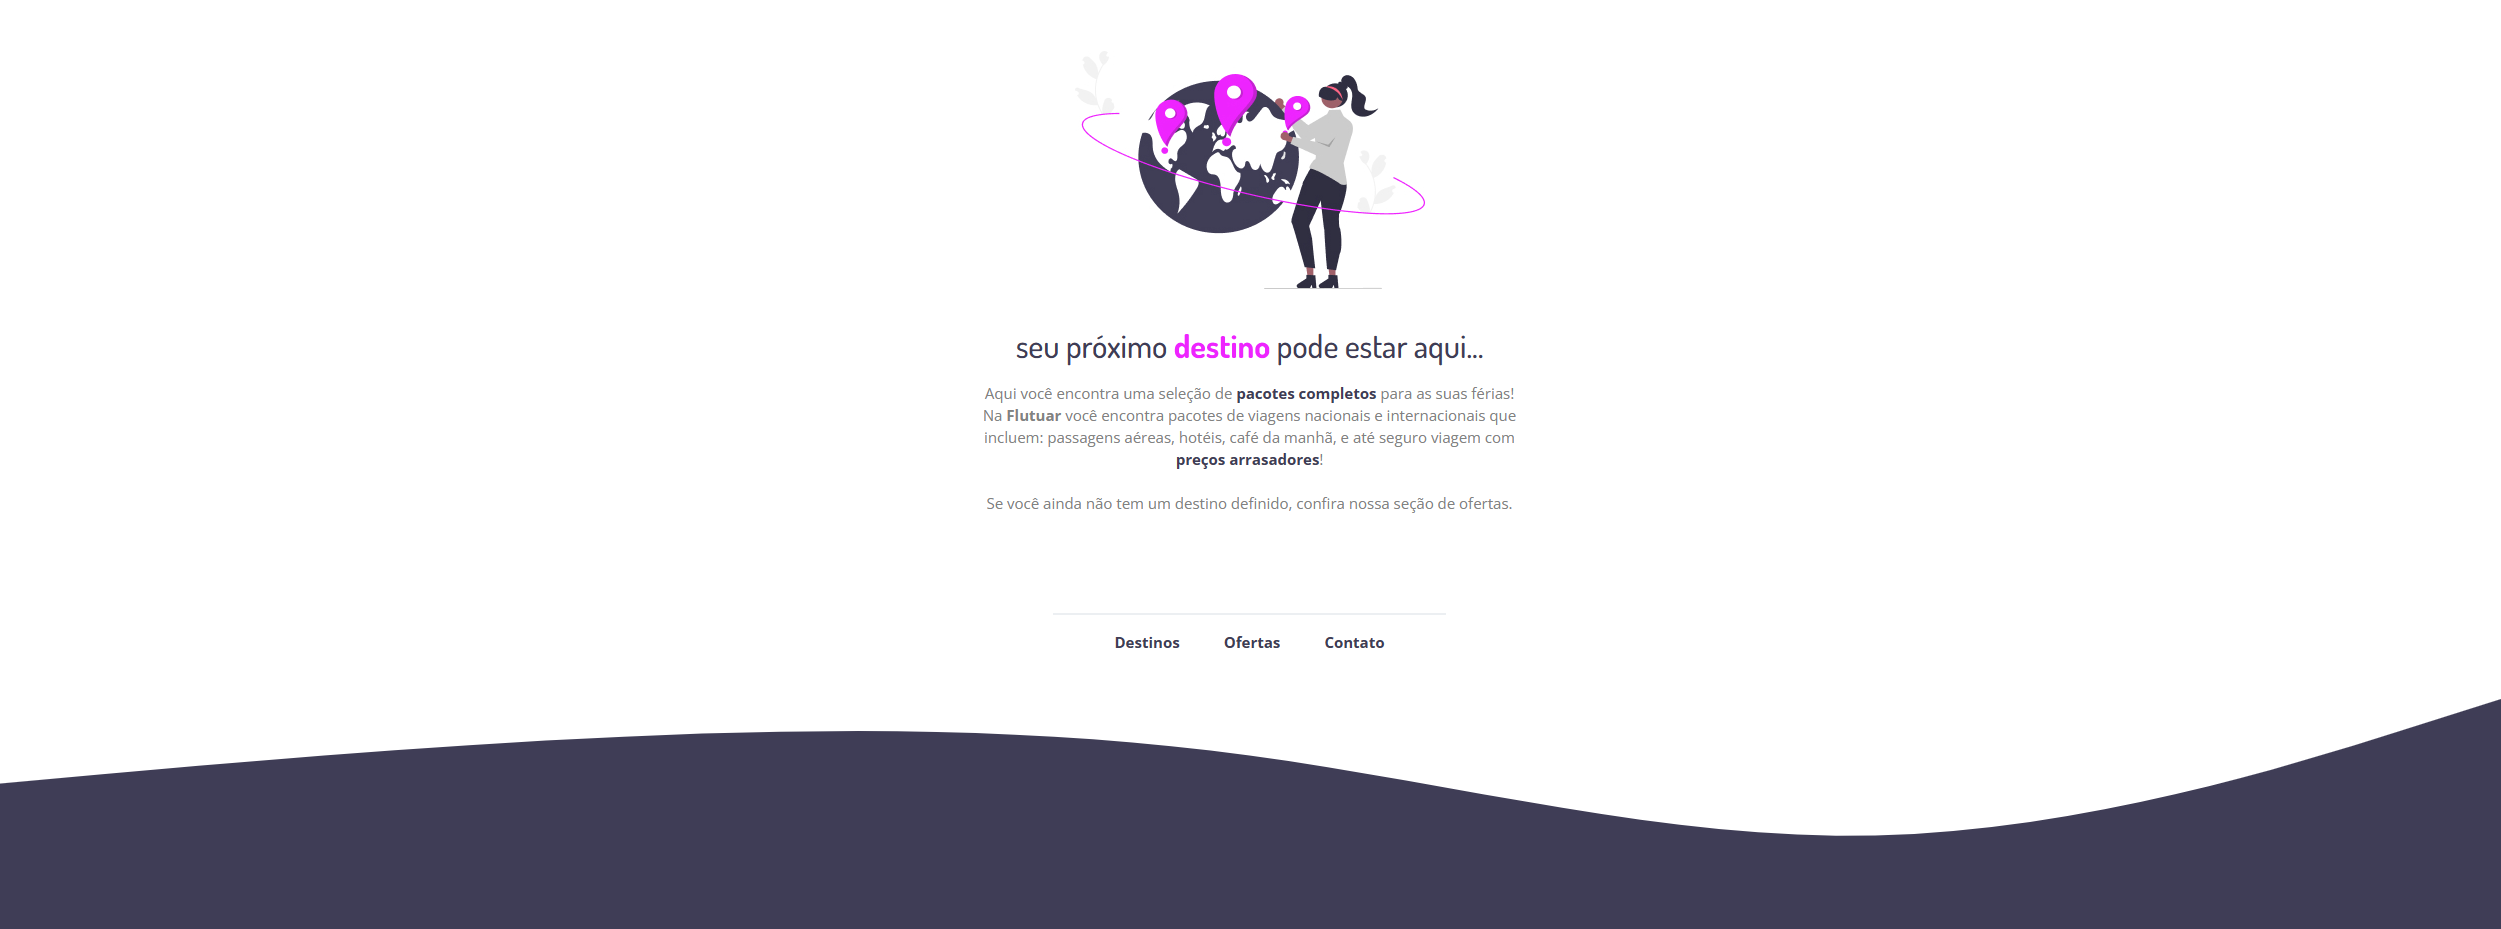 seu próximo destino pode estar aqui...
Aqui você encontra uma seleção de pacotes completos para as suas férias!
Na Flutuar você encontra pacotes de viagens nacionais e internacionais que
incluem: passagens aéreas, hotéis, café da manhã, e até seguro viagem com
preços arrasadores!
Se você ainda não tem um destino definido, confira nossa seção de ofertas.
Destinos Ofertas Contato